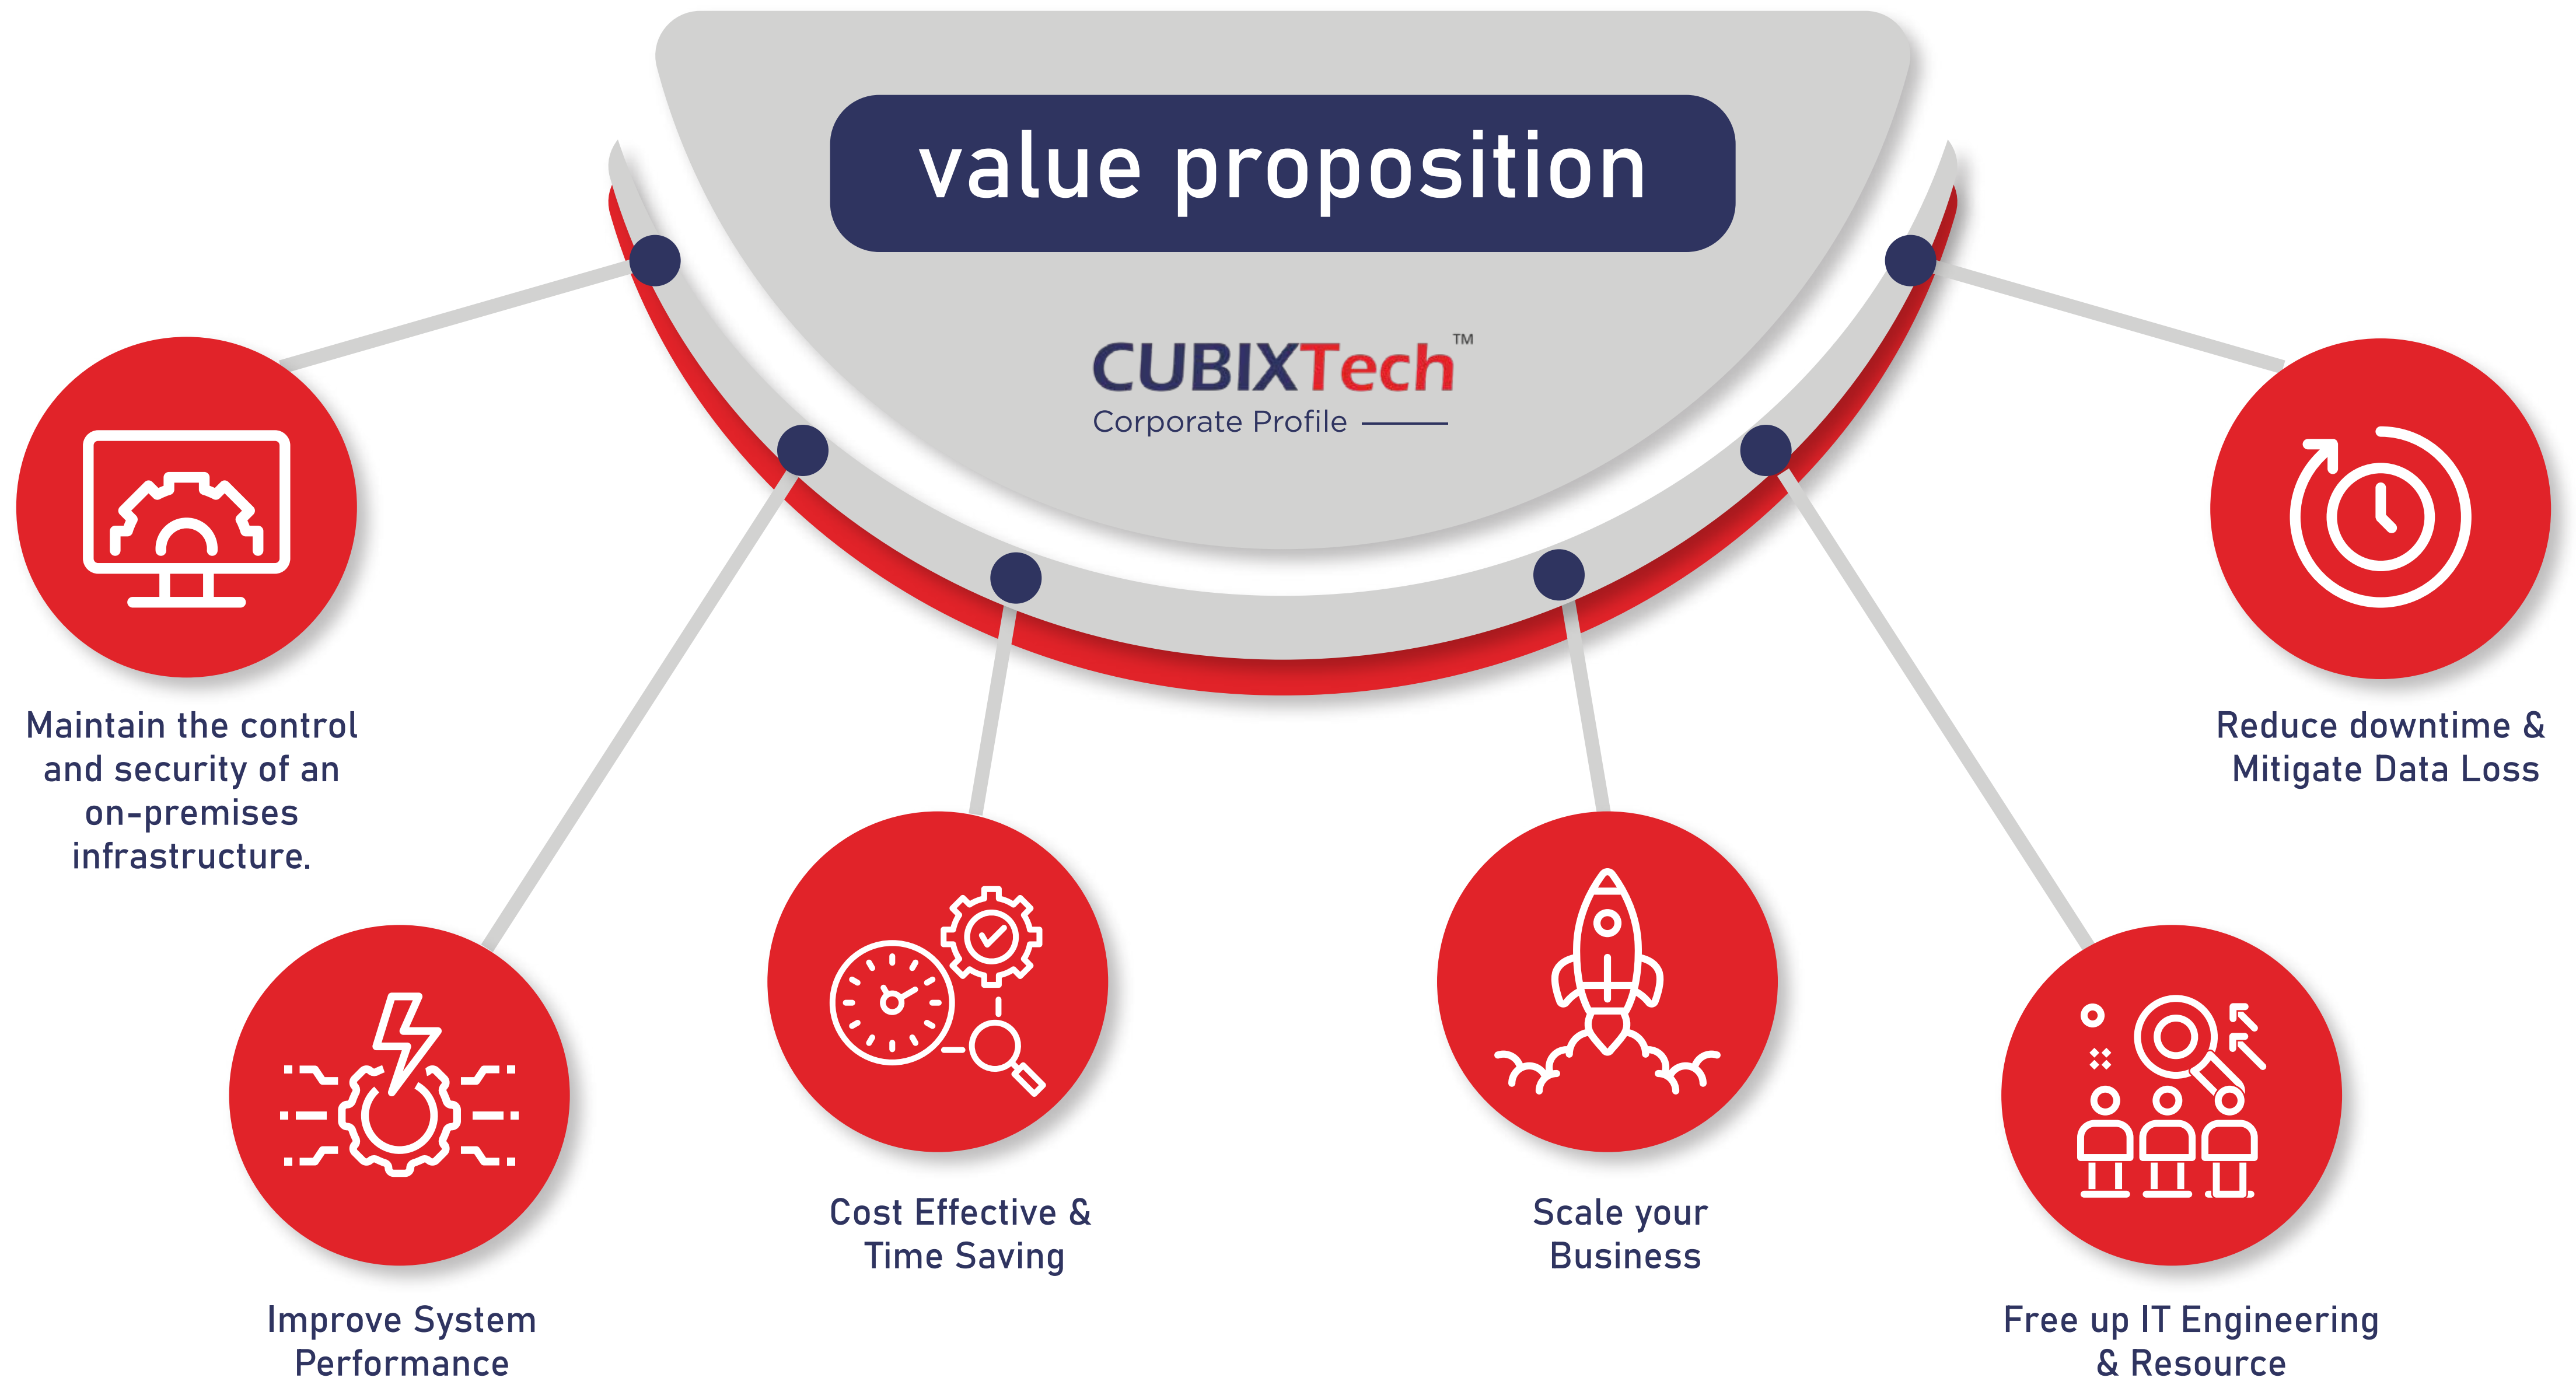 value proposition
CUBIXTech™
Corporate Profile
Maintain the control
and security of an
on-premises
infrastructure.
Improve System
Performance
Cost Effective &
Time Saving
Scale your
Business
Free up IT Engineering
& Resource
Reduce downtime &
Mitigate Data Loss